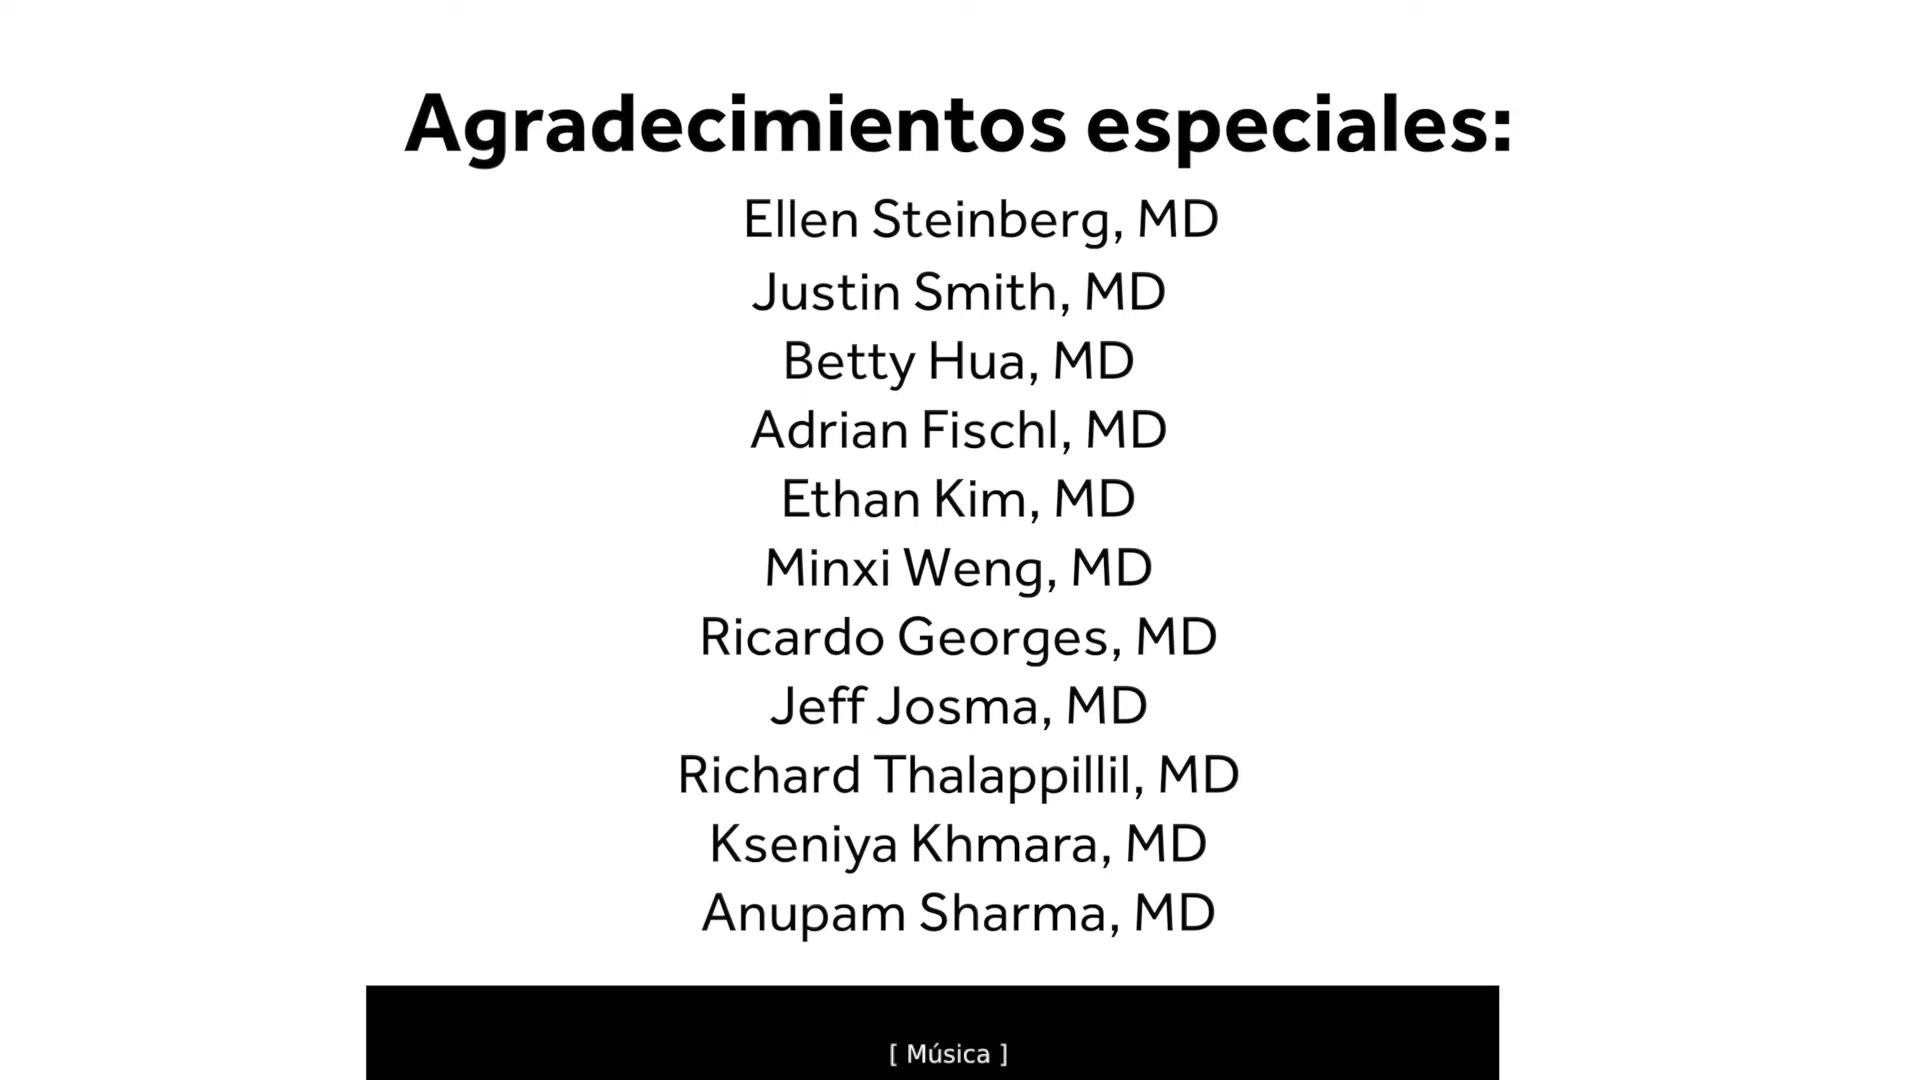 Agradecimientos especiales:
Ellen Steinberg, MD
Justin Smith, MD
Betty Hua, MD
Adrian Fischl, MD
Ethan Kim, MD
Minxi Weng, MD
Ricardo Georges, MD
Jeff Josma, MD
Richard Thalappillil, MD
Kseniya Khmara, MD
Anupam Sharma, MD
[ Música ]